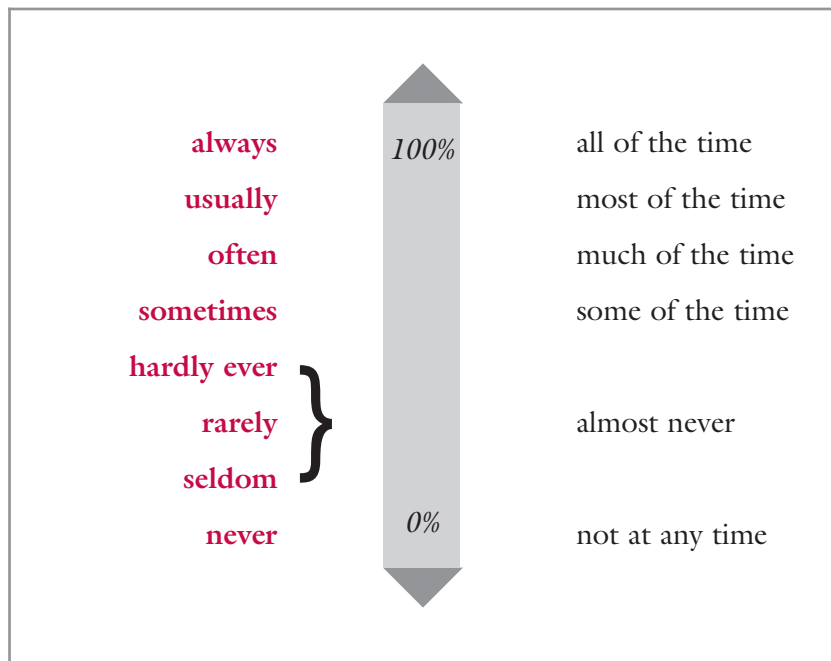 always 100% all of the time
usually most of the time
often much of the time
sometimes some of the time
hardly ever
rarely } almost never
seldom
never 0% not at any time